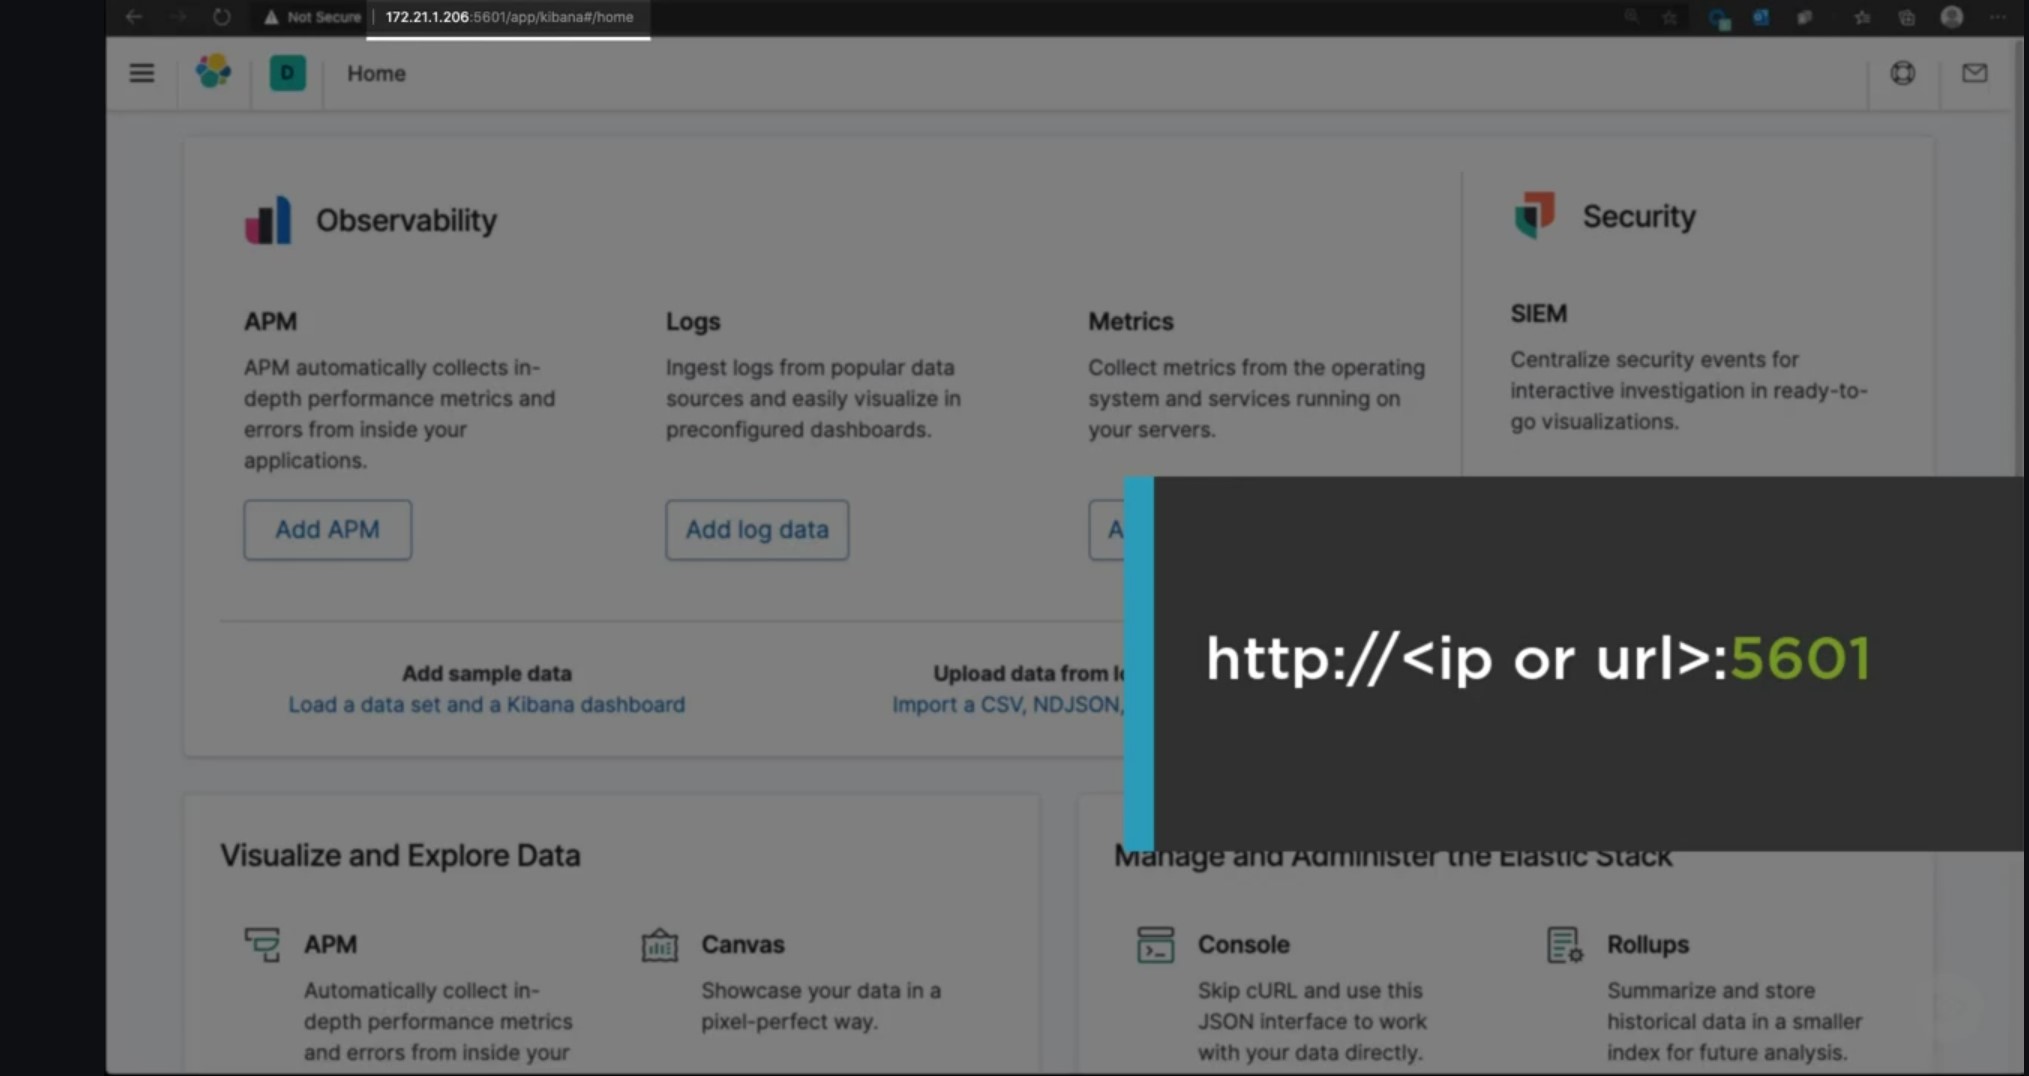 Not Secure | 172.21.1.206:5601/app/kibana#/home
D Home
Observability
Security
APM
APM automatically collects in-
depth performance metrics and
errors from inside your
applications.
Add APM
Logs
Ingest logs from popular data
sources and easily visualize in
preconfigured dashboards.
Add log data
Metrics
Collect metrics from the operating
system and services running on
your servers.
A
SIEM
Centralize security events for
interactive investigation in ready-to-
go visualizations.
Add sample data
Load a data set and a Kibana dashboard
Upload data from
Import a CSV, NDJSON,
http://<ip or url>:5601
Visualize and Explore Data
APM
Automatically collect in-
depth performance metrics
and errors from inside your
Canvas
Showcase your data in a
pixel-perfect way.
Manage and Administer the Elastic Stack
Console
Skip cURL and use this
JSON interface to work
with your data directly.
Rollups
Summarize and store
historical data in a smaller
index for future analysis.